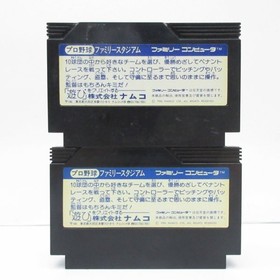 プロ野球 ファミリースタジアム ファミリー コンピュータ™
10球団の中から好きなチームを選び、優勝めざしてペナント
レースを戦って下さい。コントローラーでピッチングやバッ
ティング、盗塁、そして守備に至るまで思いのままに操作。
監督はもちろんキミだ!
株式会社ナムコ
プロ野球 ファミリースタジアム ファミリー コンピュータ™
10球団の中から好きなチームを選び、優勝めざしてペナント
レースを戦って下さい。コントローラーでピッチングやバッ
ティング、盗塁、そして守備に至るまで思いのままに操作。
監督はもちろんキミだ!
株式会社ナムコ